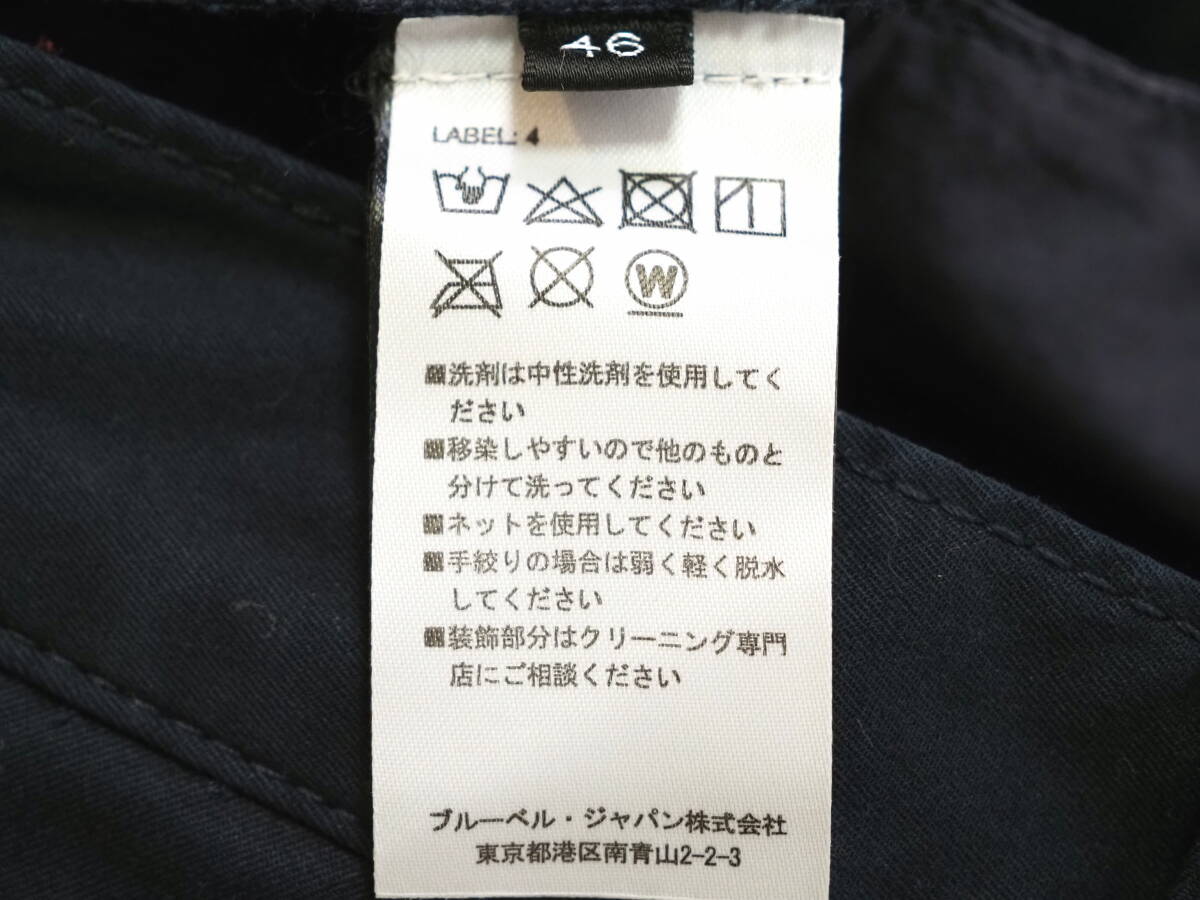 46
LABEL: 4
W
■洗剤は中性洗剤を使用してく
ださい
■移染しやすいので他のものと
分けて洗ってください
■ネットを使用してください
■手絞りの場合は弱く軽く脱水
してください
■装飾部分はクリーニング専門
店にご相談ください
ブルーベル・ジャパン株式会社
東京都港区南青山2-2-3